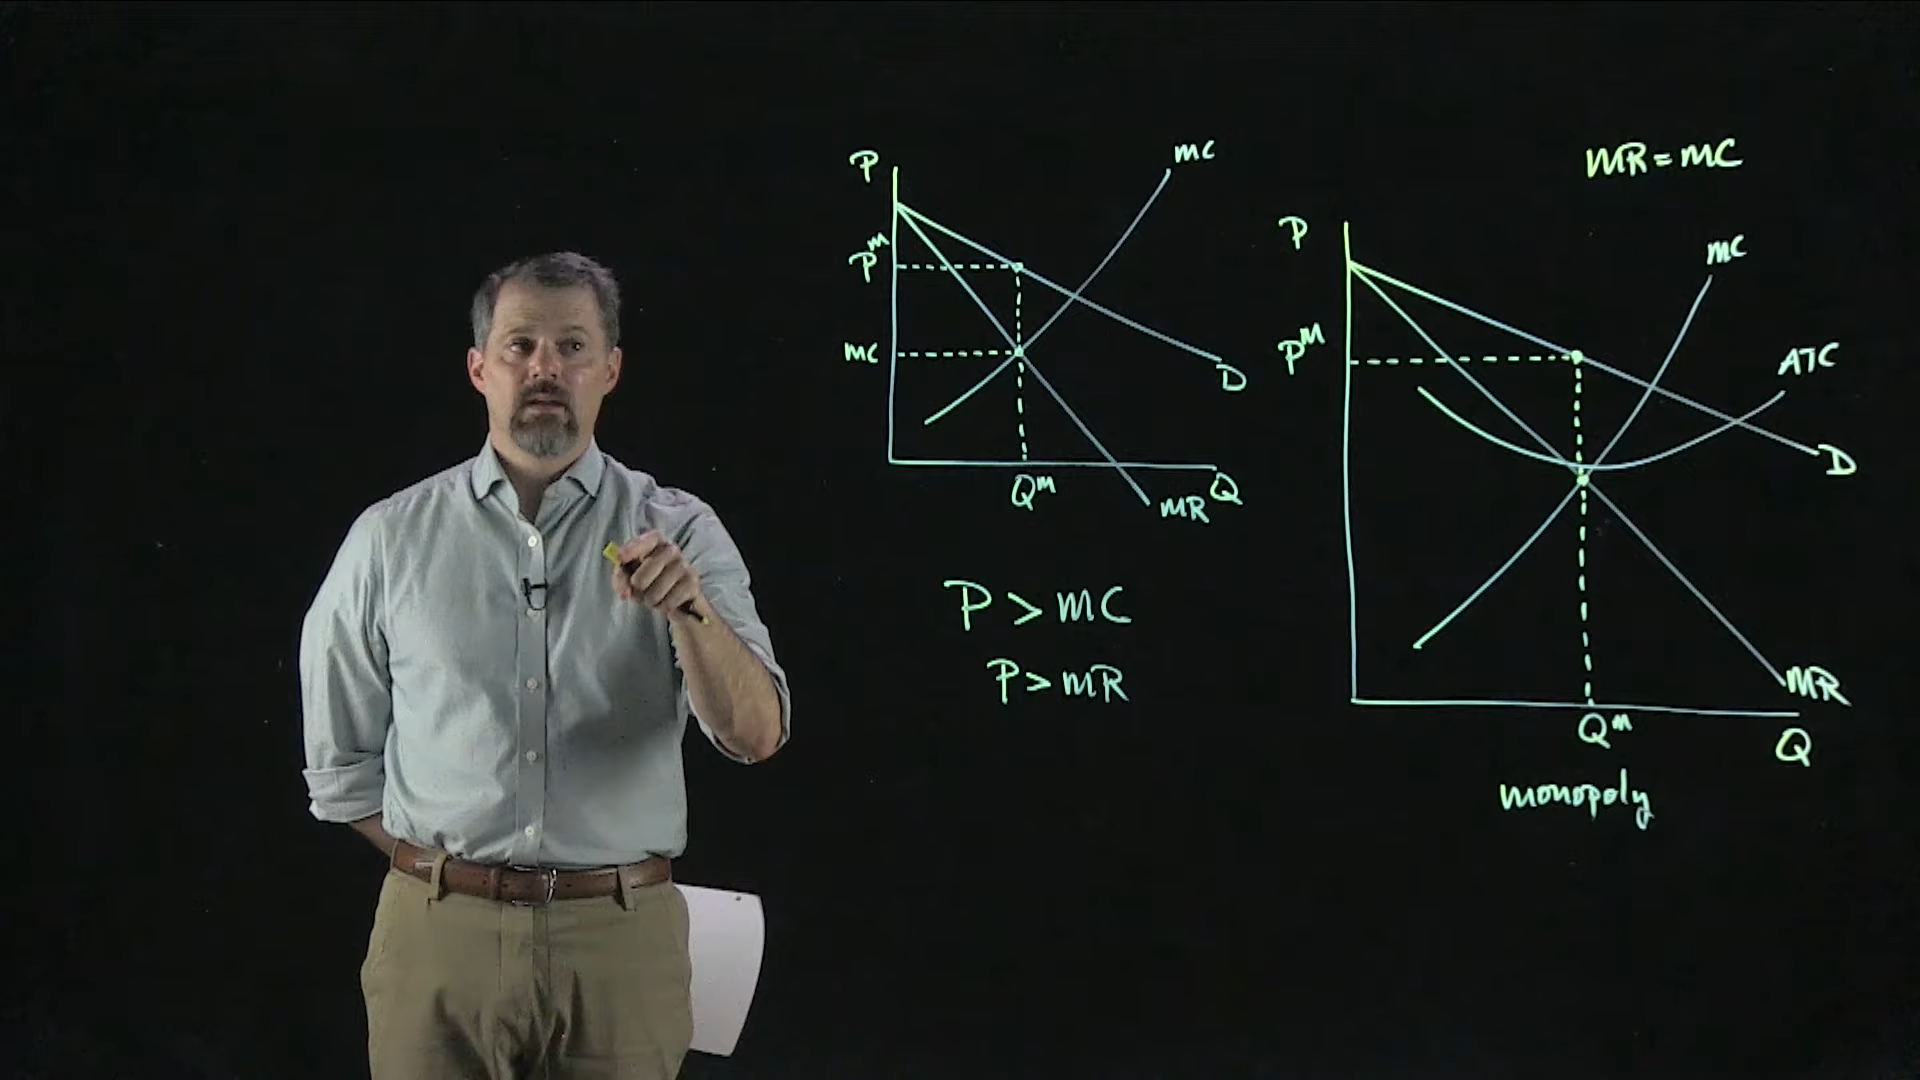 P
MC
P^M
MC
D
Q^M
MR
Q
P > MC
P > MR
MR = MC
P
MC
P^M
ATC
D
MR
Q^M
Q
monopoly